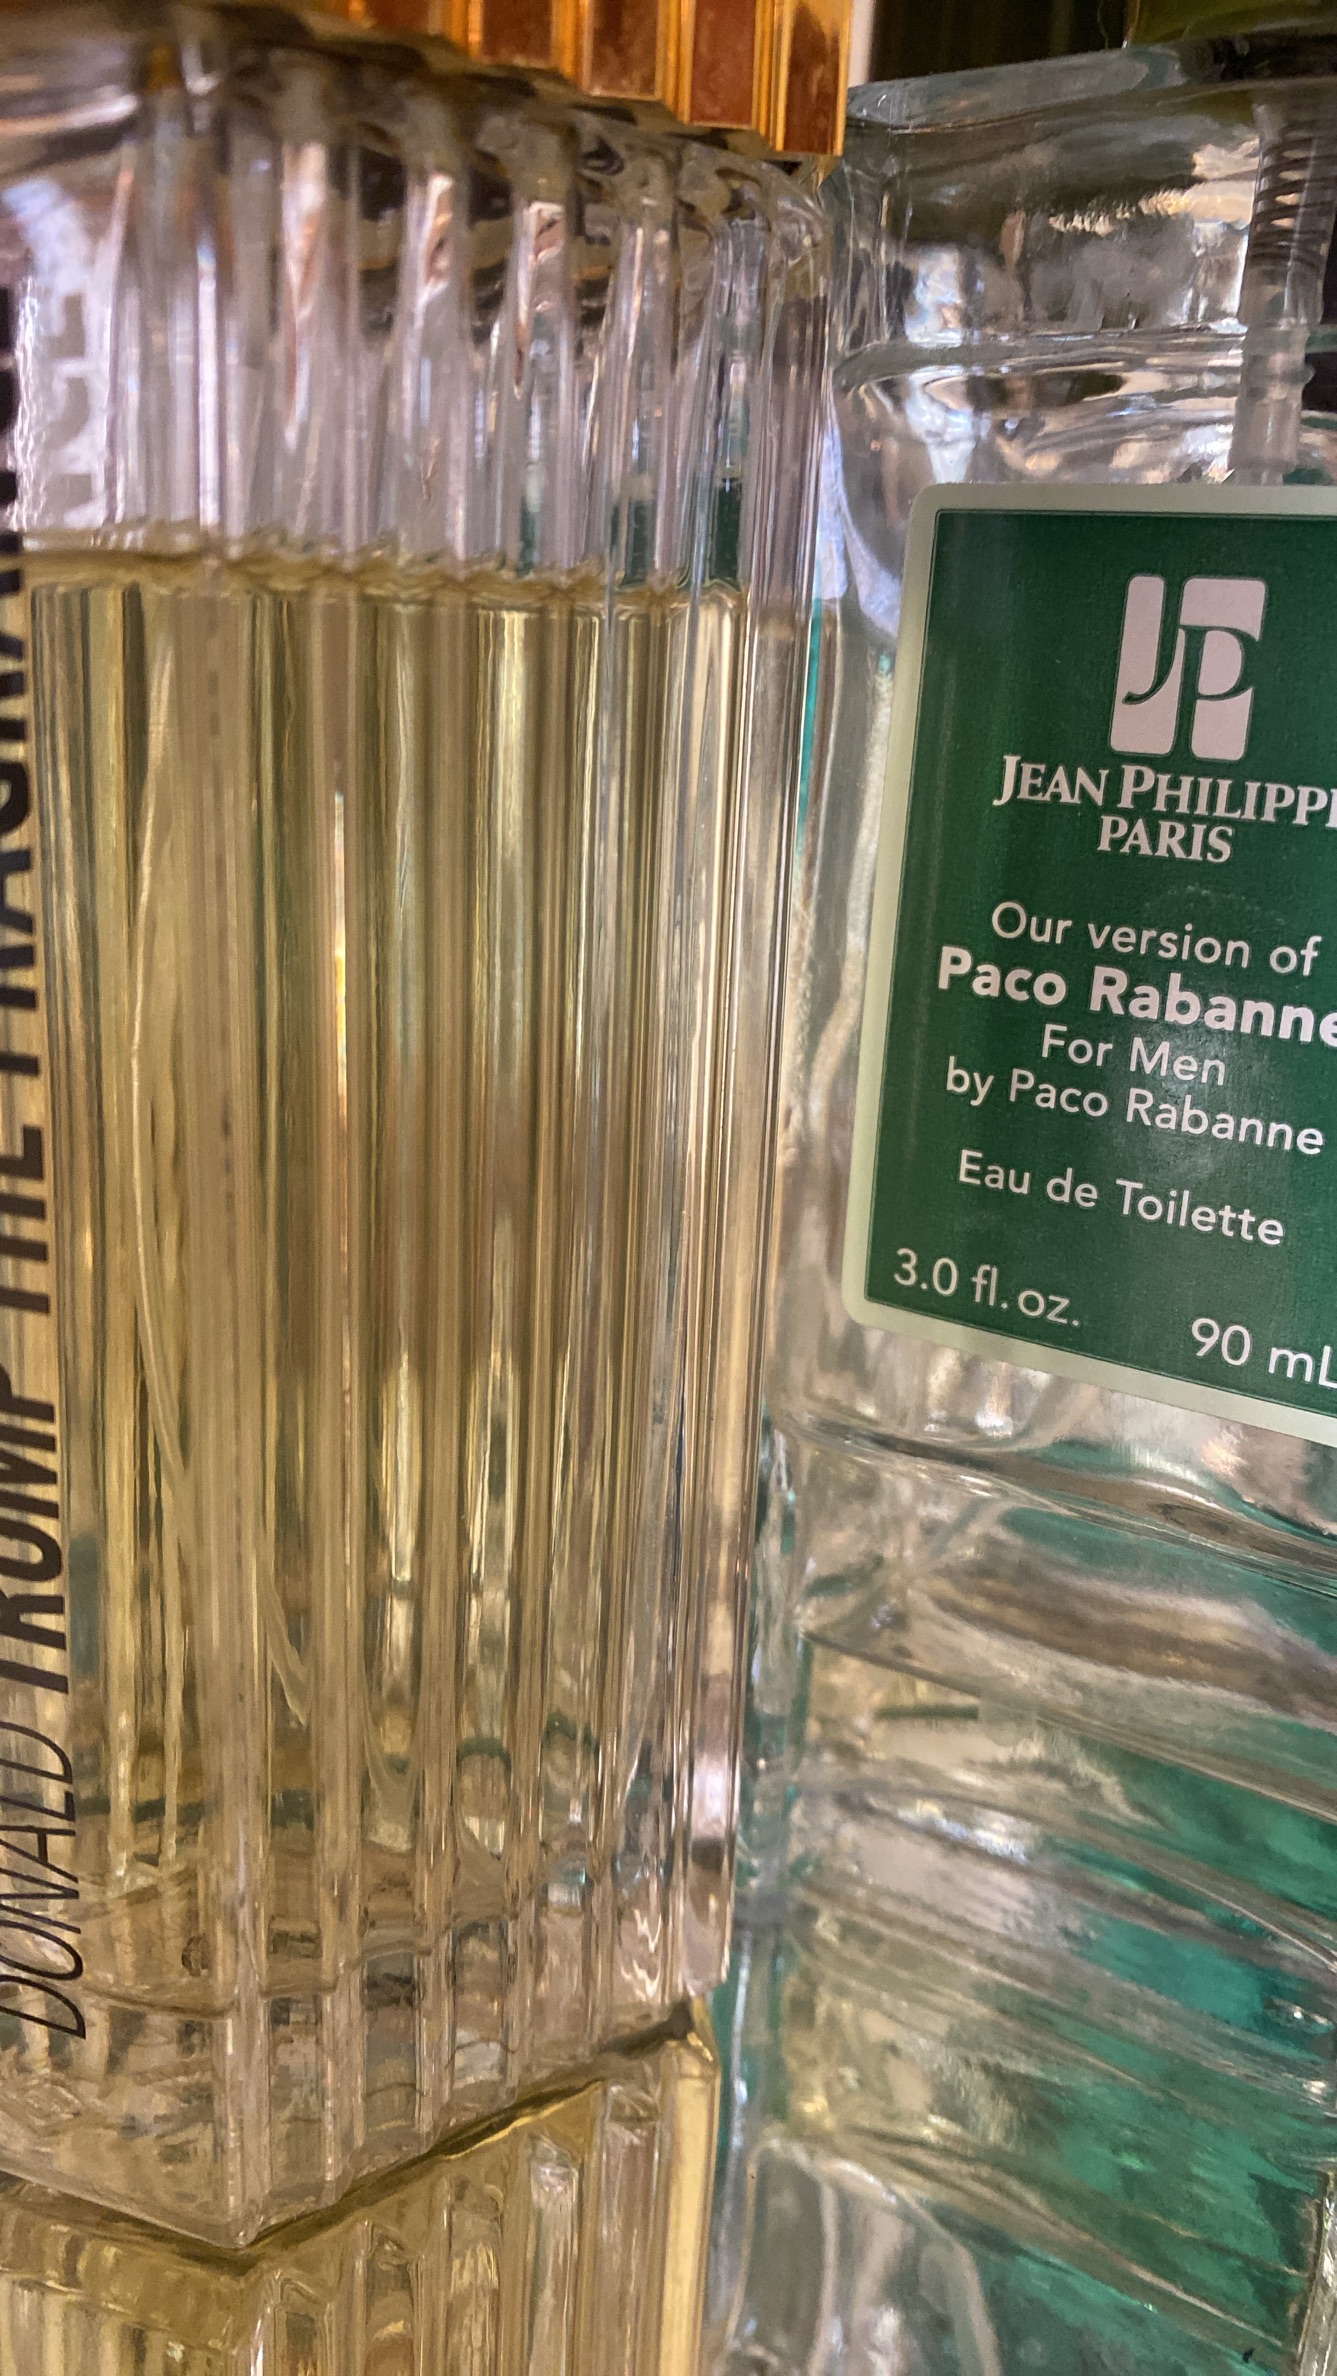 DONALD TRUMP THE FRAGRANCE
JP
JEAN PHILIPPE
PARIS
Our version of
Paco Rabanne
For Men
by Paco Rabanne
Eau de Toilette
3.0 fl. oz.
90 mL